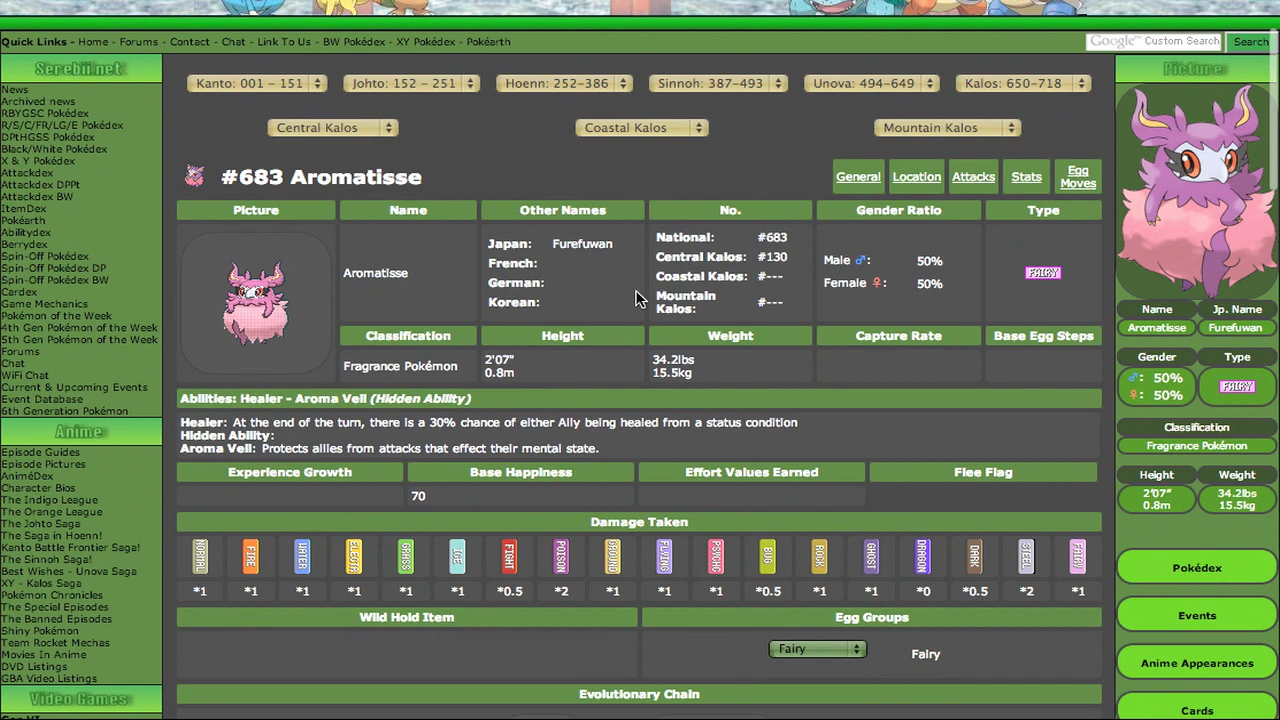 Quick Links - Home - Forums - Contact - Chat - Link To Us - BW Pokédex - XY Pokédex - Pokéarth
Google™ Custom Search
Search
Serebii.net
News
Archived news
RBYGSC Pokédex
R/S/C/FR/LG/E Pokédex
DPtHGSS Pokédex
Black/White Pokédex
X & Y Pokédex
Attackdex
Attackdex DPPt
Attackdex BW
ItemDex
Pokéarth
Abilitydex
Berrydex
Spin-Off Pokédex
Spin-Off Pokédex DP
Spin-Off Pokédex BW
Cardex
Game Mechanics
Pokémon of the Week
4th Gen Pokémon of the Week
5th Gen Pokémon of the Week
Forums
Chat
WiFi Chat
Current & Upcoming Events
Event Database
6th Generation Pokémon
Anime
Episode Guides
Episode Pictures
AniméDex
Character Bios
The Indigo League
The Orange League
The Johto Saga
The Saga in Hoenn!
Kanto Battle Frontier Saga!
The Sinnoh Saga!
Best Wishes - Unova Saga
XY - Kalos Saga
Pokémon Chronicles
The Special Episodes
The Banned Episodes
Shiny Pokémon
Team Rocket Mechas
Movies In Anime
DVD Listings
GBA Video Listings
Video Games
Gen VI
Kanto: 001 - 151
Johto: 152 - 251
Hoenn: 252-386
Sinnoh: 387-493
Unova: 494-649
Kalos: 650-718
Central Kalos
Coastal Kalos
Mountain Kalos
#683 Aromatisse
General
Location
Attacks
Stats
Egg Moves
Picture
Name
Other Names
No.
Gender Ratio
Type
Aromatisse
Japan: Furefuwan
French:
German:
Korean:
National: #683
Central Kalos: #130
Coastal Kalos: #---
Mountain Kalos: #---
Male ♂: 50%
Female ♀: 50%
FAIRY
Classification
Height
Weight
Capture Rate
Base Egg Steps
Fragrance Pokémon
2'07"
0.8m
34.2lbs
15.5kg
Abilities: Healer - Aroma Veil (Hidden Ability)
Healer: At the end of the turn, there is a 30% chance of either Ally being healed from a status condition
Hidden Ability:
Aroma Veil: Protects allies from attacks that effect their mental state.
Experience Growth
Base Happiness
Effort Values Earned
Flee Flag
70
Damage Taken
NORMAL FIRE WATER ELECTR GRASS ICE FIGHT POISON GROUND FLYING PSYCHC BUG ROCK GHOST DRAGON DARK STEEL FAIRY
*1 *1 *1 *1 *1 *1 *0.5 *2 *1 *1 *1 *0.5 *1 *1 *0 *0.5 *2 *1
Wild Hold Item
Egg Groups
Fairy
Fairy
Evolutionary Chain
Picture
Name
Jp. Name
Aromatisse
Furefuwan
Gender
Type
♂: 50%
♀: 50%
FAIRY
Classification
Fragrance Pokémon
Height
Weight
2'07"
0.8m
34.2lbs
15.5kg
Pokédex
Events
Anime Appearances
Cards